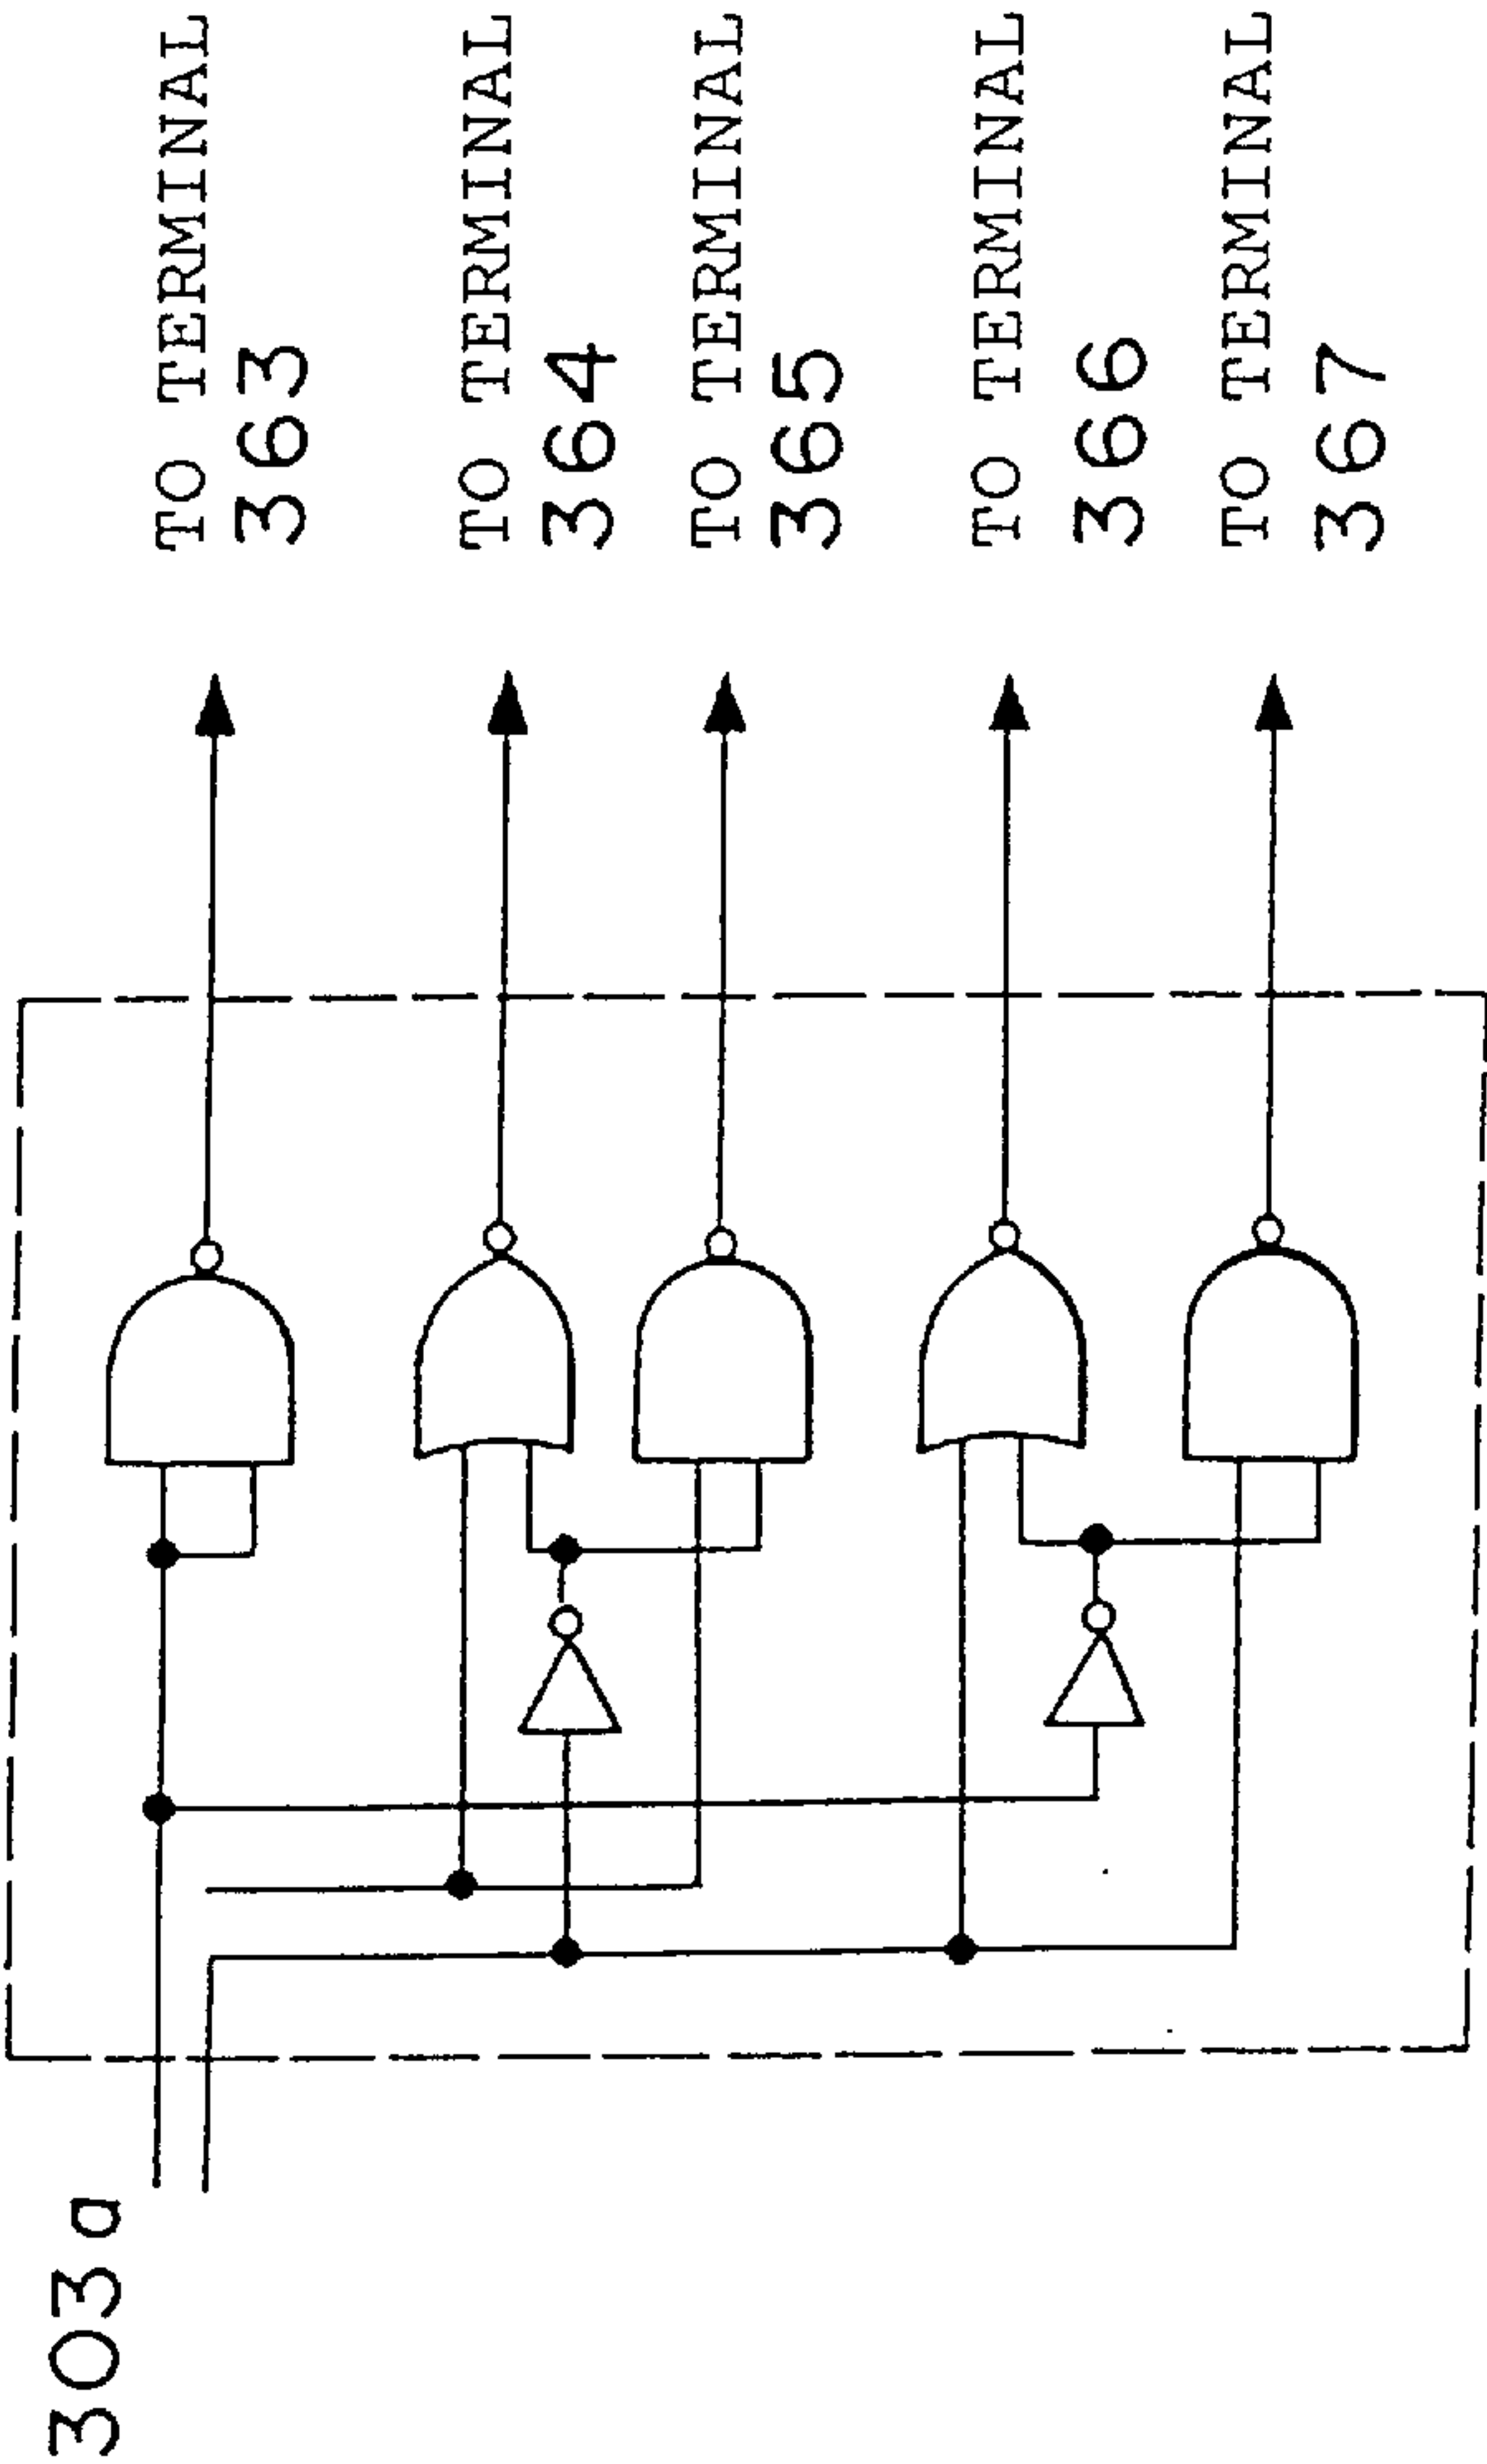 303a
TO TERMINAL
363
TO TERMINAL
364
TO TERMINAL
365
TO TERMINAL
366
TO TERMINAL
367